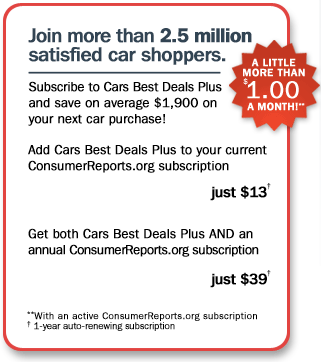 Join more than 2.5 million
satisfied car shoppers.
A LITTLE
MORE THAN
$1.00
A MONTH!**
Subscribe to Cars Best Deals Plus
and save on average $1,900 on
your next car purchase!
Add Cars Best Deals Plus to your current
ConsumerReports.org subscription
just $13†
Get both Cars Best Deals Plus AND an
annual ConsumerReports.org subscription
just $39†
**With an active ConsumerReports.org subscription
† 1-year auto-renewing subscription